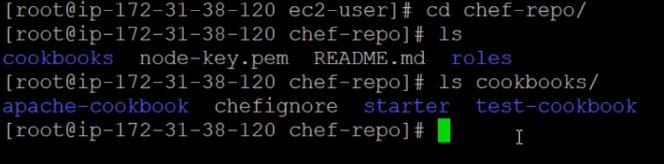 [root@ip-172-31-38-120 ec2-user]# cd chef-repo/
[root@ip-172-31-38-120 chef-repo]# ls
cookbooks  node-key.pem  README.md  roles
[root@ip-172-31-38-120 chef-repo]# ls cookbooks/
apache-cookbook  chefignore  starter  test-cookbook
[root@ip-172-31-38-120 chef-repo]#